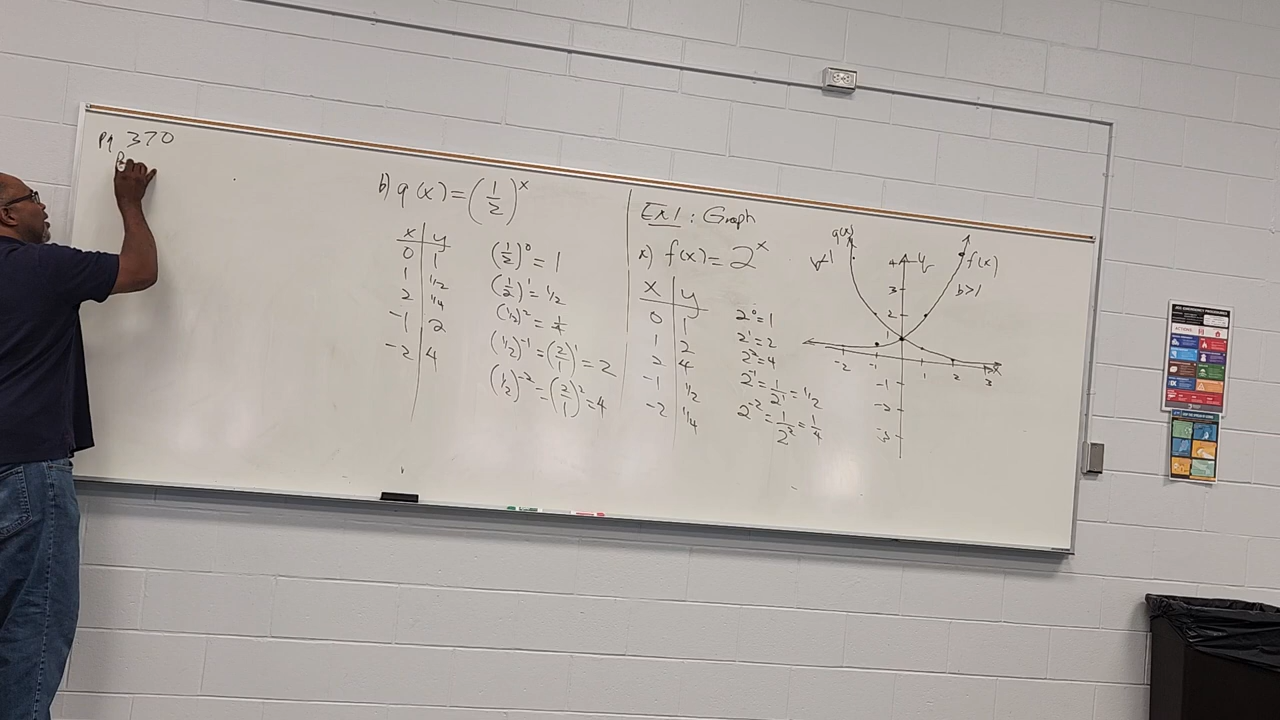 Pg 370
b) g(x) = (1/2)^x
x | y
0 | 1
1 | 1/2
2 | 1/4
-1 | 2
-2 | 4
(1/2)^0 = 1
(1/2)^1 = 1/2
(1/2)^2 = 1/4
(1/2)^-1 = (2/1)^1 = 2
(1/2)^-2 = (2/1)^2 = 4
Ex 1: Graph
f(x) = 2^x
x | y
0 | 1
1 | 2
2 | 4
-1 | 1/2
-2 | 1/4
2^0 = 1
2^1 = 2
2^2 = 4
2^-1 = 1/2^1 = 1/2
2^-2 = 1/2^2 = 1/4
g(x)
4 y
f(x)
b>1
3
2
1
-2 -1 1 2 3 x
-1
-2
-3